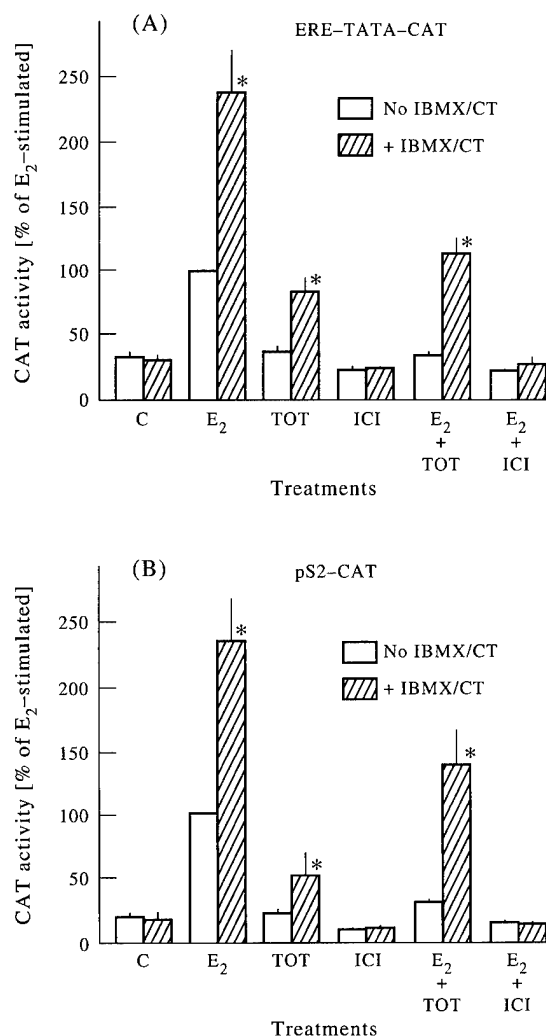 (A)
ERE–TATA–CAT
CAT activity [% of E2–stimulated]
250
200
150
100
50
0
No IBMX/CT
+ IBMX/CT
*
*
*
C
E2
TOT
ICI
E2 + TOT
E2 + ICI
Treatments
(B)
pS2–CAT
CAT activity [% of E2–stimulated]
250
200
150
100
50
0
No IBMX/CT
+ IBMX/CT
*
*
*
C
E2
TOT
ICI
E2 + TOT
E2 + ICI
Treatments